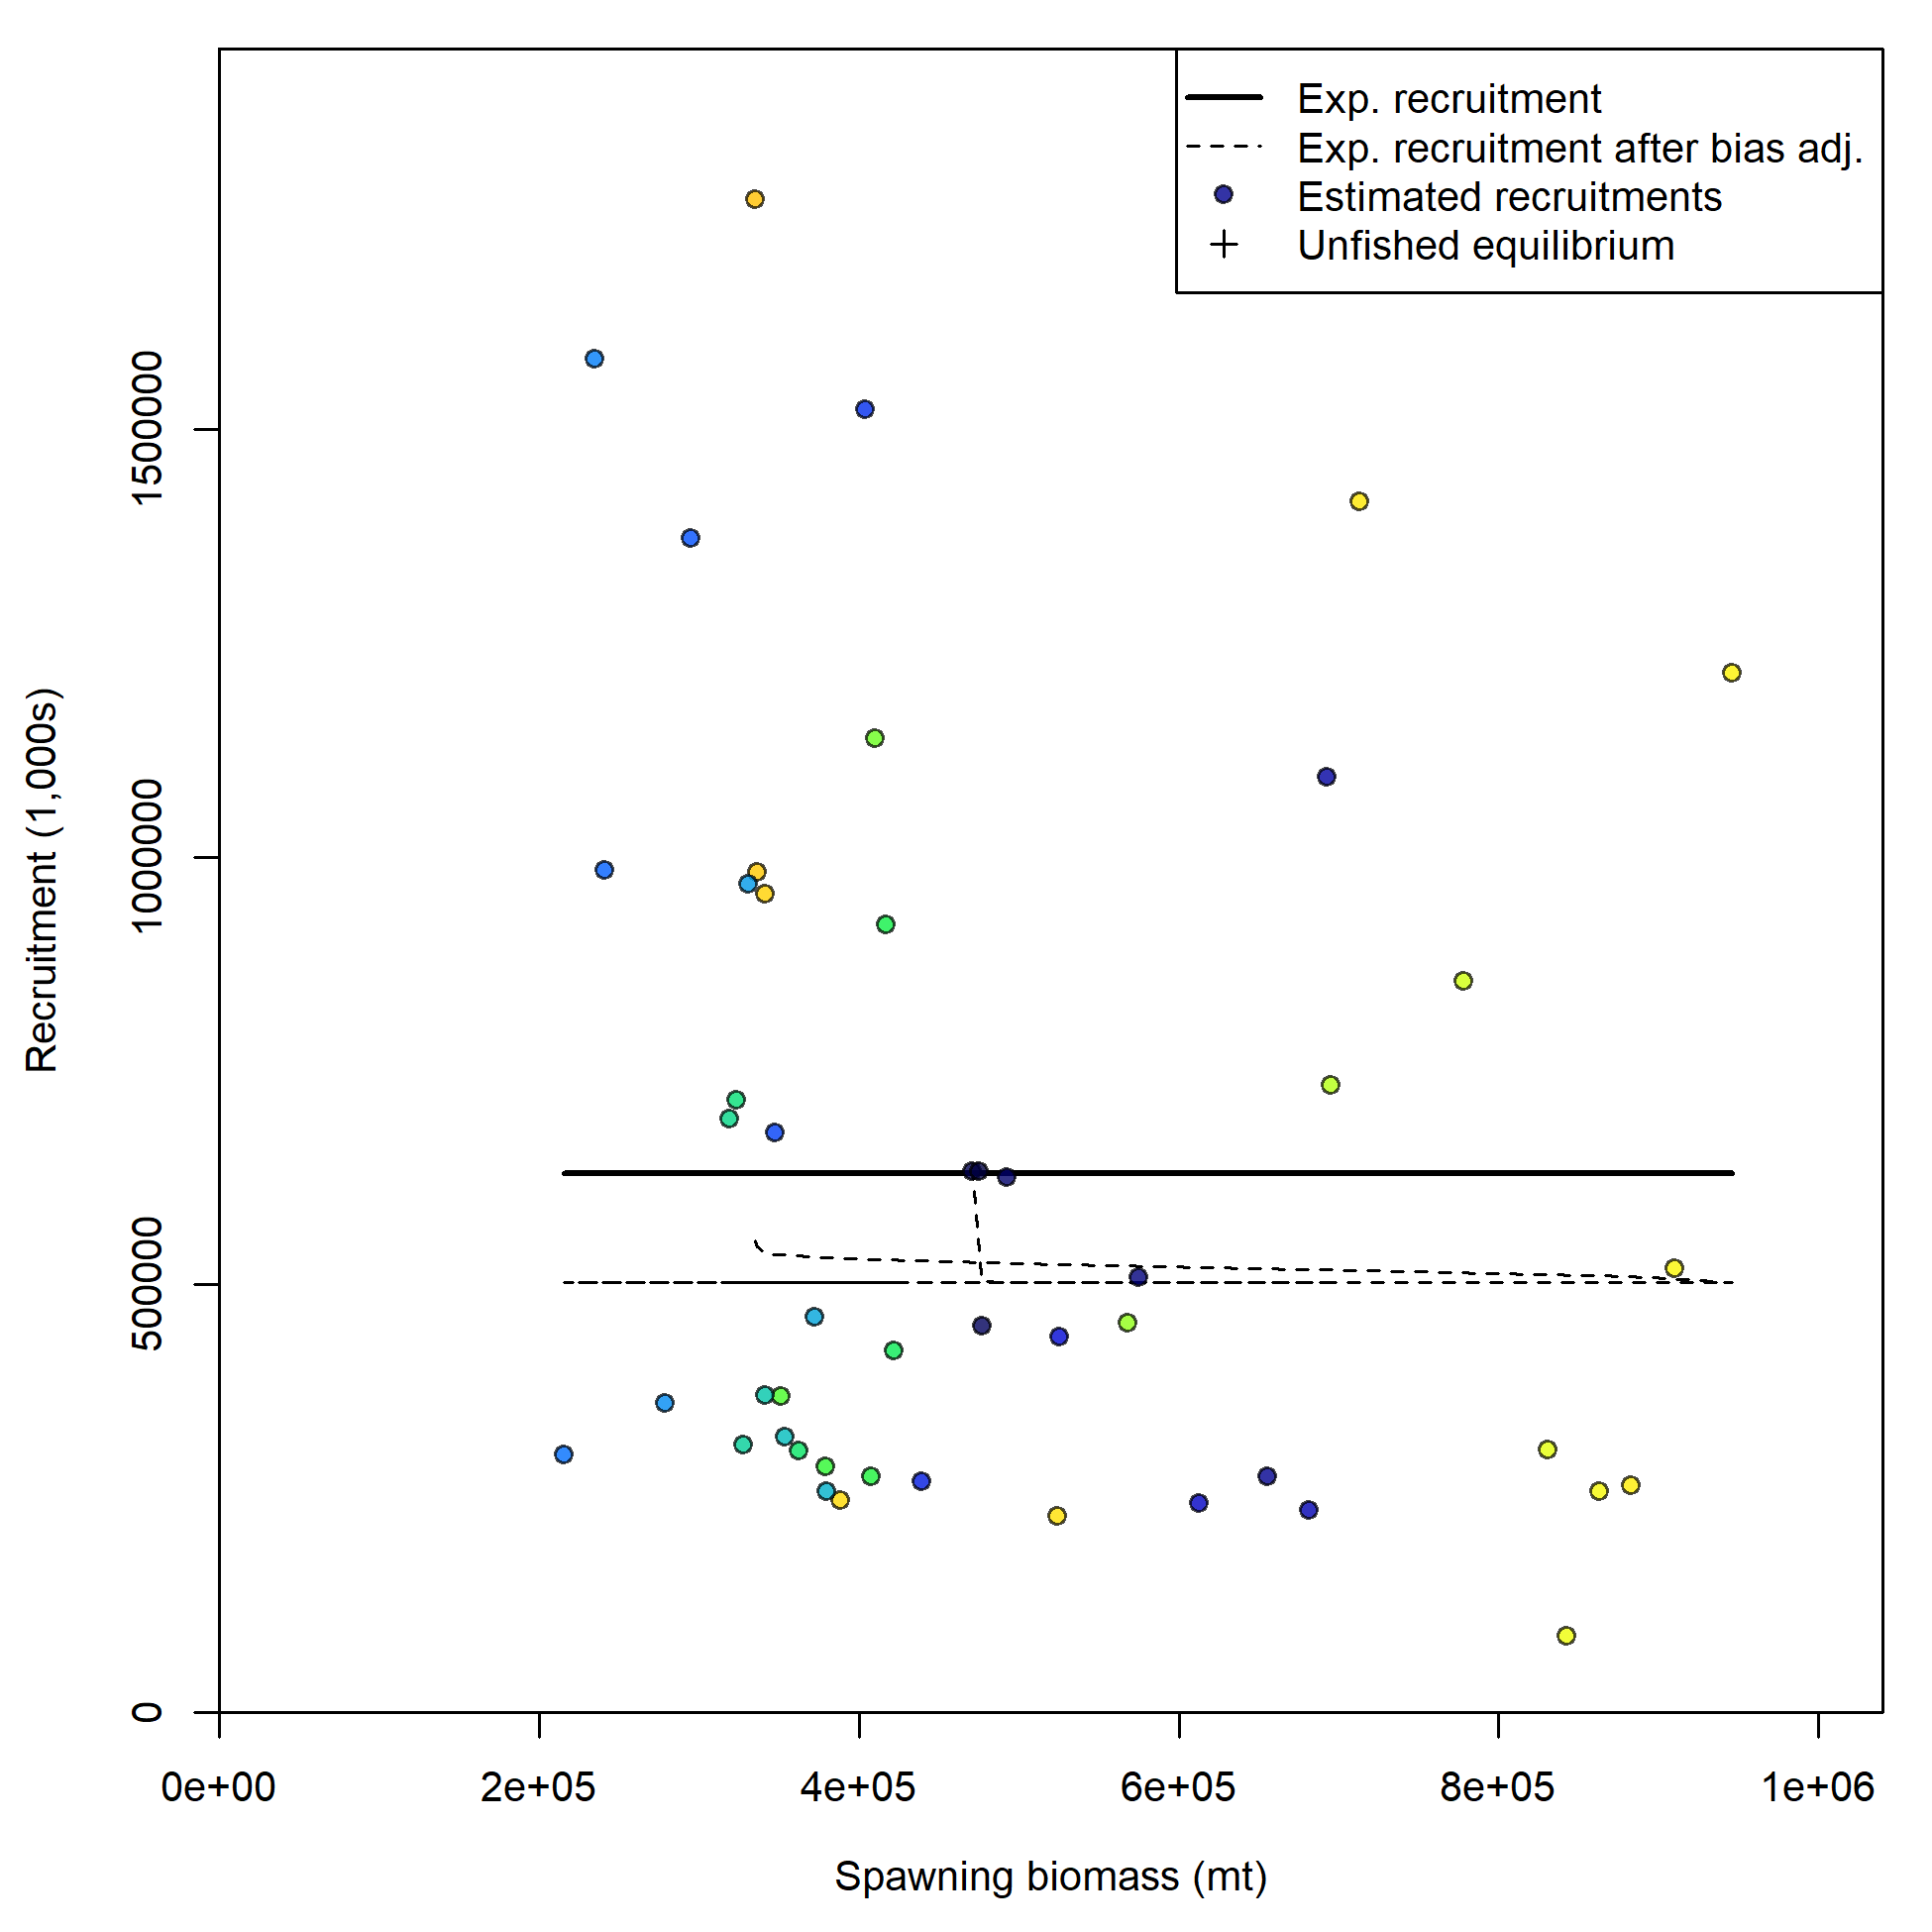 Exp. recruitment
Exp. recruitment after bias adj.
Estimated recruitments
Unfished equilibrium
Recruitment (1,000s)
1500000
1000000
500000
0
0e+00 2e+05 4e+05 6e+05 8e+05 1e+06
Spawning biomass (mt)